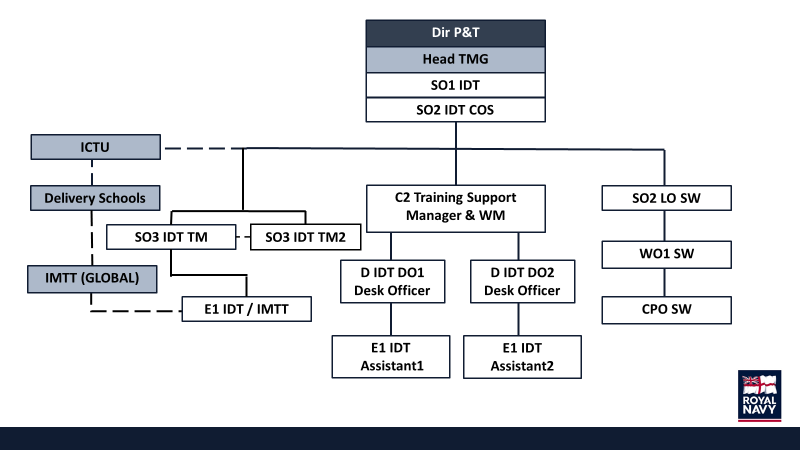 Dir P&T
Head TMG
SO1 IDT
SO2 IDT COS
ICTU
Delivery Schools
C2 Training Support
Manager & WM
SO2 LO SW
SO3 IDT TM
SO3 IDT TM2
WO1 SW
IMTT (GLOBAL)
D IDT DO1
Desk Officer
D IDT DO2
Desk Officer
E1 IDT / IMTT
CPO SW
E1 IDT
Assistant1
E1 IDT
Assistant2
ROYAL
NAVY